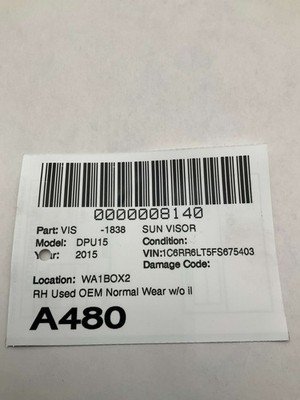 0000008140
Part: VIS -1838 SUN VISOR
Model: DPU15 Condition:
Year: 2015 VIN:1C6RR6LT5FS675403
Damage Code:
Location: WA1BOX2
RH Used OEM Normal Wear w/o il
A480